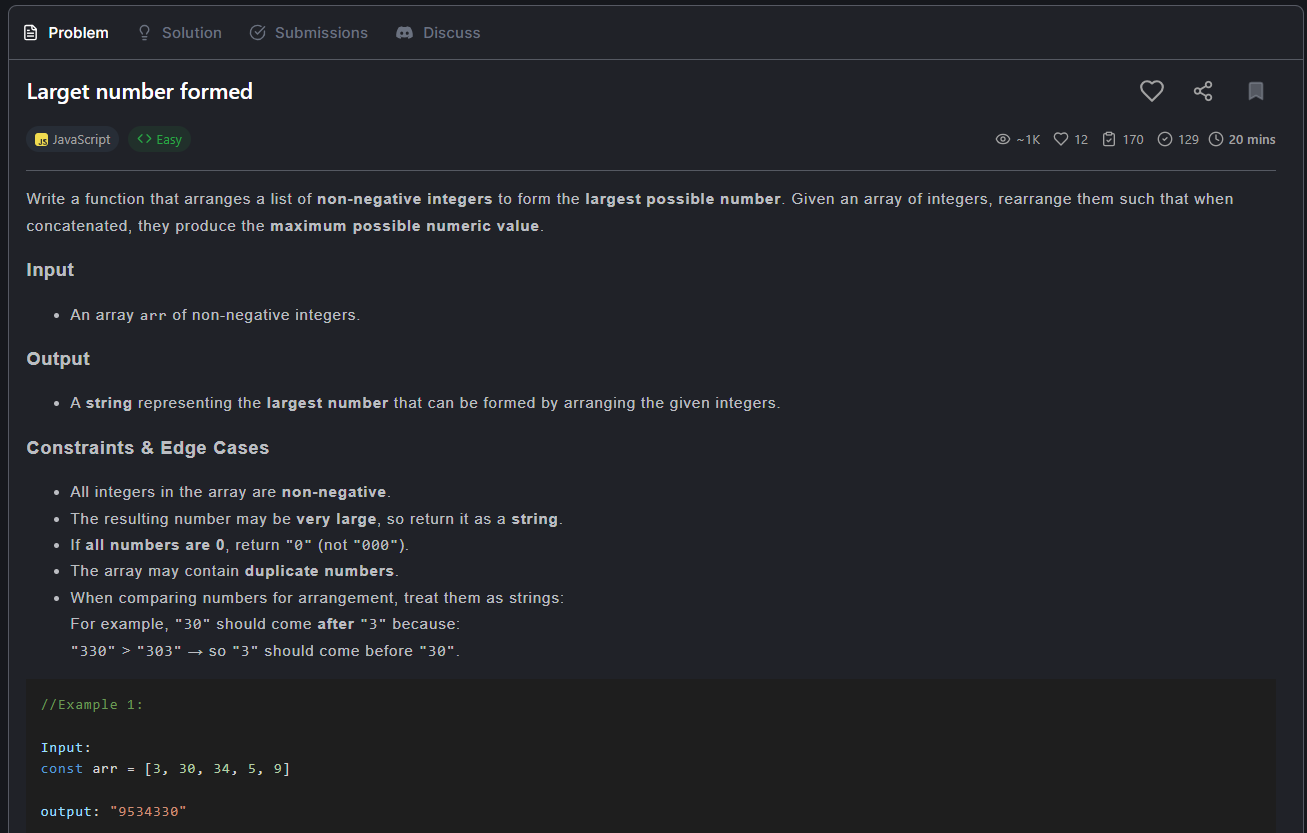 Problem Solution Submissions Discuss
Larget number formed
JS JavaScript <> Easy ~1K 12 170 129 20 mins
Write a function that arranges a list of non-negative integers to form the largest possible number. Given an array of integers, rearrange them such that when
concatenated, they produce the maximum possible numeric value.
Input
• An array arr of non-negative integers.
Output
• A string representing the largest number that can be formed by arranging the given integers.
Constraints & Edge Cases
• All integers in the array are non-negative.
• The resulting number may be very large, so return it as a string.
• If all numbers are 0, return "0" (not "000").
• The array may contain duplicate numbers.
• When comparing numbers for arrangement, treat them as strings:
For example, "30" should come after "3" because:
"330" > "303" → so "3" should come before "30".
//Example 1:
Input:
const arr = [3, 30, 34, 5, 9]
output: "9534330"